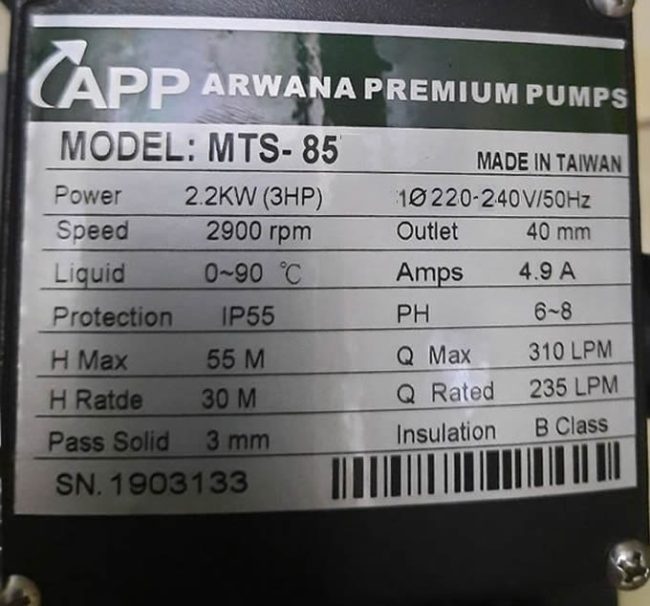 APP ARWANA PREMIUM PUMPS
MODEL: MTS- 85
MADE IN TAIWAN
Power 2.2KW (3HP) 1Ø 220-240V/50Hz
Speed 2900 rpm Outlet 40 mm
Liquid 0~90 ℃ Amps 4.9 A
Protection IP55 PH 6~8
H Max 55 M Q Max 310 LPM
H Ratde 30 M Q Rated 235 LPM
Pass Solid 3 mm Insulation B Class
SN. 1903133